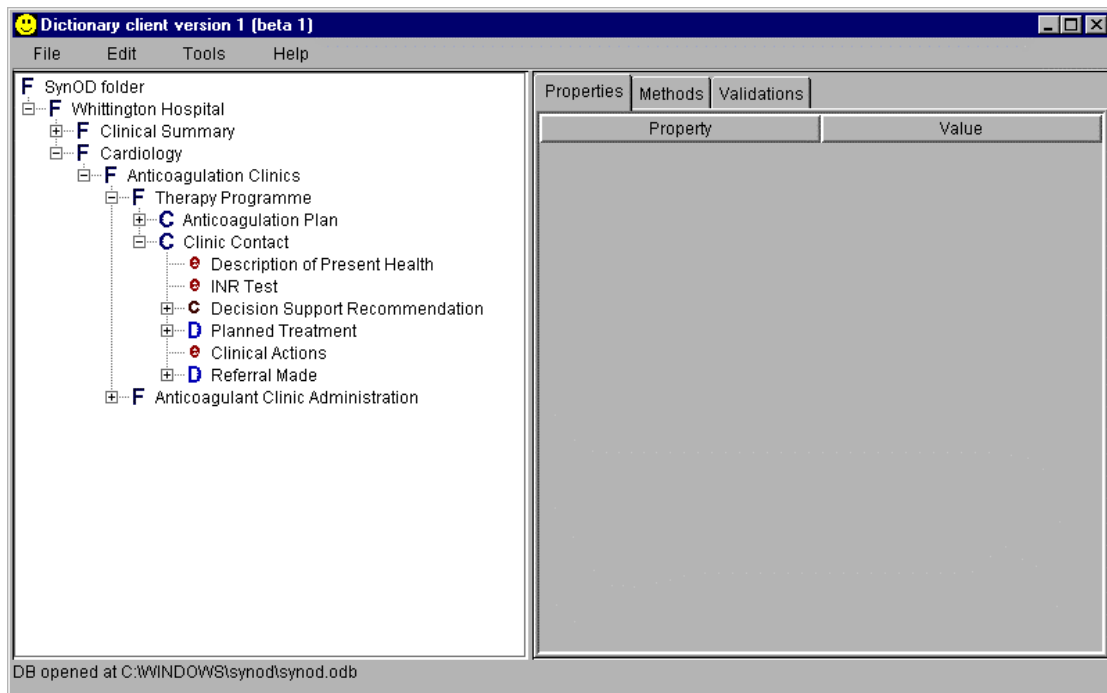 Dictionary client version 1 (beta 1)
File Edit Tools Help
F SynOD folder
F Whittington Hospital
F Clinical Summary
F Cardiology
F Anticoagulation Clinics
F Therapy Programme
C Anticoagulation Plan
C Clinic Contact
e Description of Present Health
e INR Test
C Decision Support Recommendation
D Planned Treatment
e Clinical Actions
D Referral Made
F Anticoagulant Clinic Administration
Properties Methods Validations
Property Value
DB opened at C:\WINDOWS\synod\synod.odb